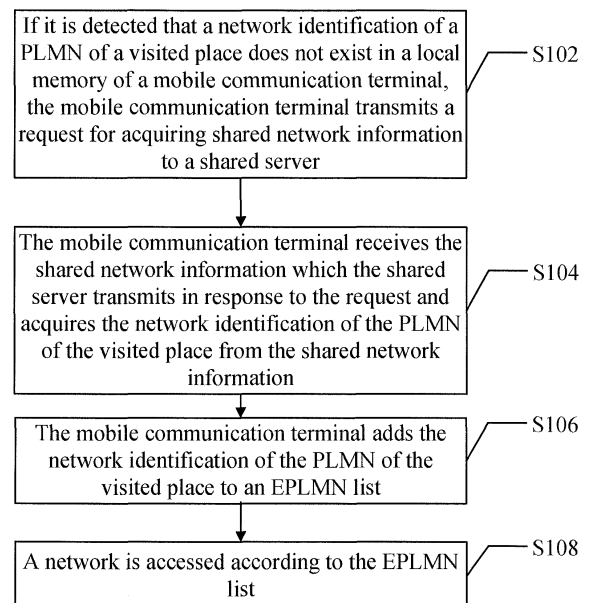 If it is detected that a network identification of a
PLMN of a visited place does not exist in a local
memory of a mobile communication terminal,
the mobile communication terminal transmits a
request for acquiring shared network information
to a shared server
S102
The mobile communication terminal receives the
shared network information which the shared
server transmits in response to the request and
acquires the network identification of the PLMN
of the visited place from the shared network
information
S104
The mobile communication terminal adds the
network identification of the PLMN of the
visited place to an EPLMN list
S106
A network is accessed according to the EPLMN
list
S108